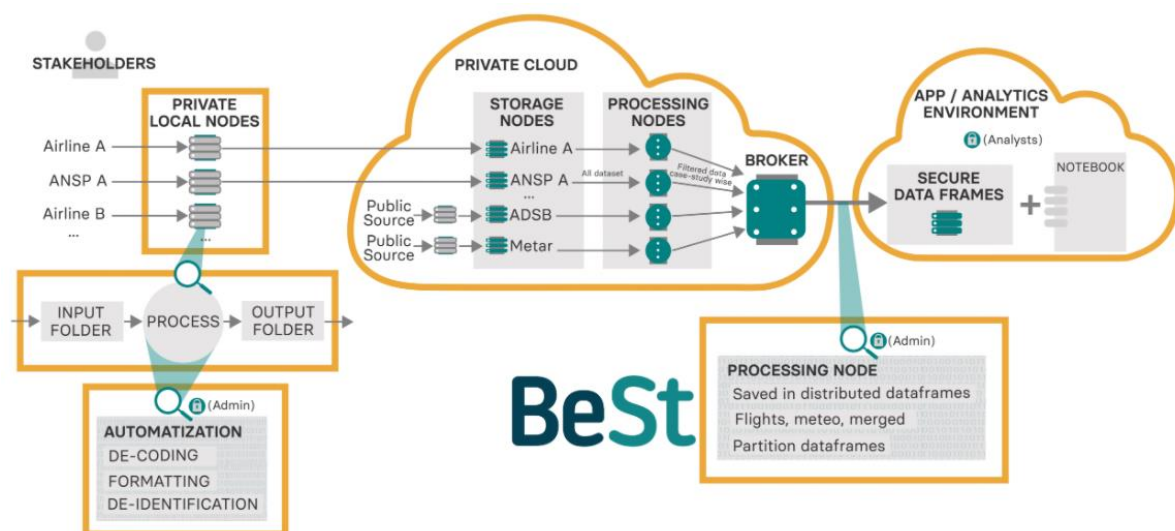 STAKEHOLDERS
PRIVATE
LOCAL NODES
Airline A
ANSP A
Airline B
...
...
INPUT
FOLDER
PROCESS
OUTPUT
FOLDER
(Admin)
AUTOMATIZATION
DE-CODING
FORMATTING
DE-IDENTIFICATION
PRIVATE CLOUD
STORAGE
NODES
PROCESSING
NODES
Airline A
ANSP A
All dataset
...
Public
Source
ADSB
Public
Source
Metar
Filtered data
case-study wise
BROKER
APP / ANALYTICS
ENVIRONMENT
(Analysts)
SECURE
DATA FRAMES
+
NOTEBOOK
BeSt
(Admin)
PROCESSING NODE
Saved in distributed dataframes
Flights, meteo, merged
Partition dataframes